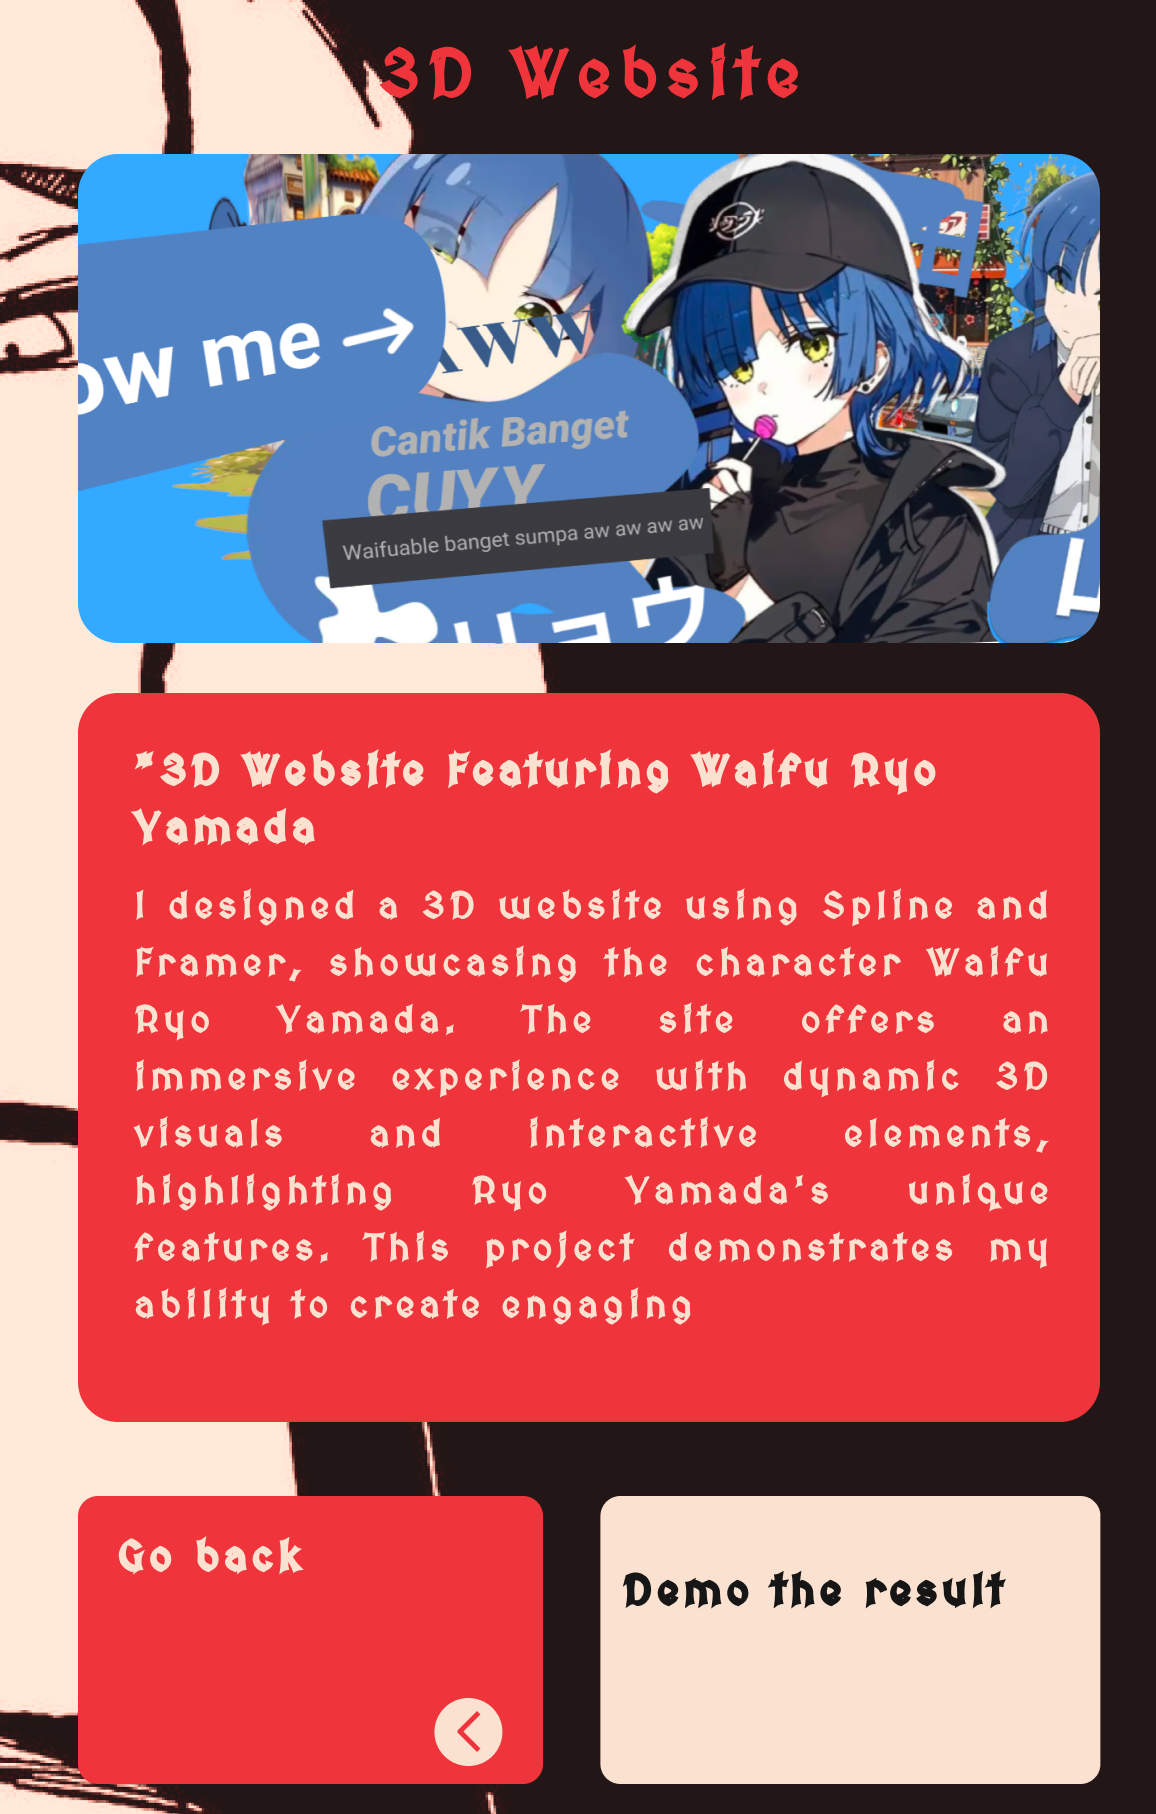 3D Website
ow me →
AWW
Cantik Banget
CUYY
Waifuable banget sumpa aw aw aw aw
リョウ
"3D Website Featuring Waifu Ryo
Yamada
I designed a 3D website using Spline and
Framer, showcasing the character Waifu
Ryo Yamada. The site offers an
immersive experience with dynamic 3D
visuals and interactive elements,
highlighting Ryo Yamada's unique
features. This project demonstrates my
ability to create engaging
Go back
Demo the result